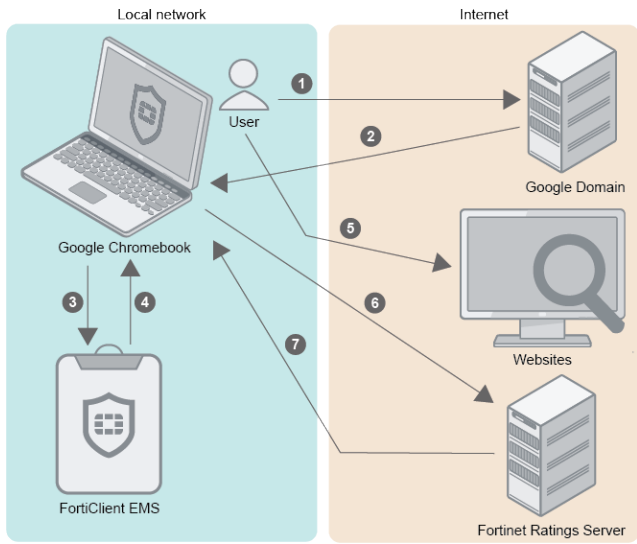 Local network
Internet
1
User
2
Google Domain
Google Chromebook
5
3
4
6
Websites
7
FortiClient EMS
Fortinet Ratings Server